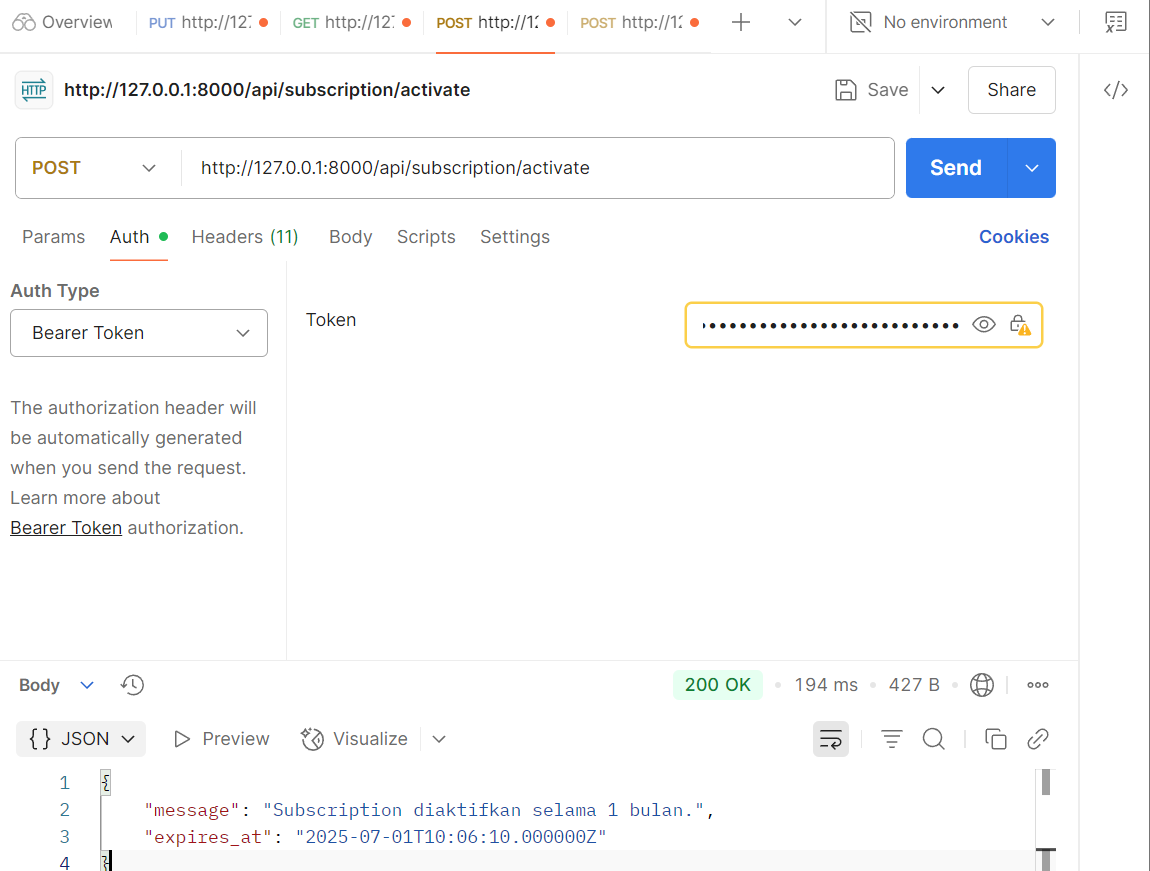 Overview PUT http://127 GET http://127 POST http://12 POST http://12 No environment
HTTP http://127.0.0.1:8000/api/subscription/activate Save Share
POST http://127.0.0.1:8000/api/subscription/activate Send
Params Auth Headers (11) Body Scripts Settings Cookies
Auth Type
Bearer Token
Token
The authorization header will
be automatically generated
when you send the request.
Learn more about
Bearer Token authorization.
Body 200 OK 194 ms 427 B
{} JSON Preview Visualize
1 {
2 "message": "Subscription diaktifkan selama 1 bulan.",
3 "expires_at": "2025-07-01T10:06:10.000000Z"
4 }